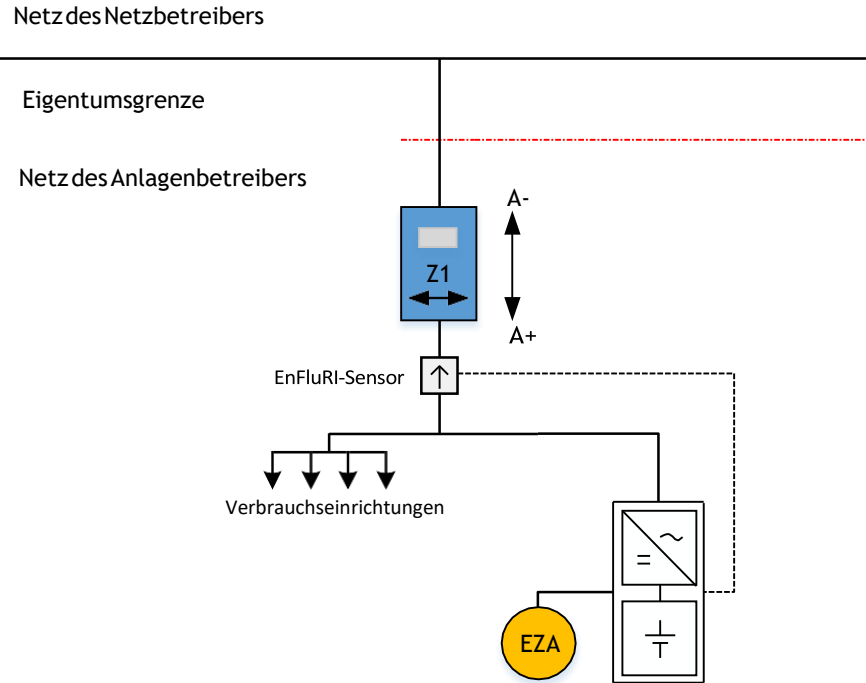 Netz des Netzbetreibers
Eigentumsgrenze
Netz des Anlagenbetreibers
A-
Z1
A+
EnFluRI-Sensor
Verbrauchseinrichtungen
EZA